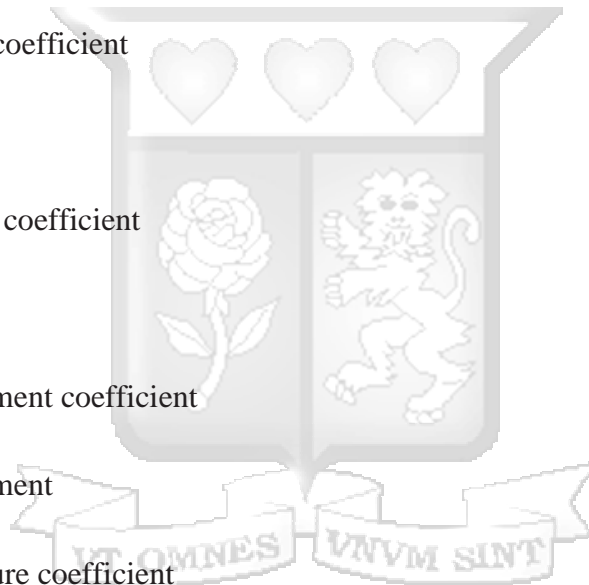 coefficient
coefficient
ment coefficient
ment
VT OMNES VNVM SINT
ure coefficient